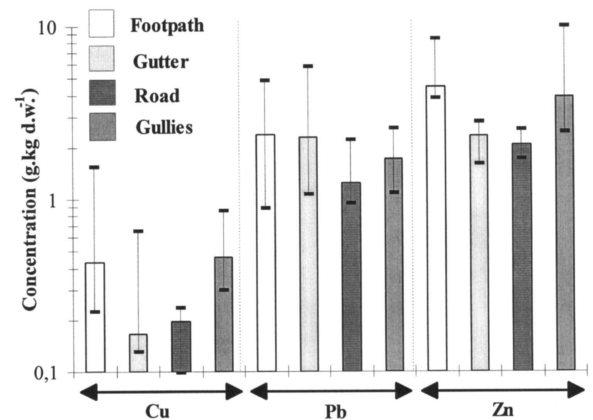 10
1
0,1
Concentration (g.kg d.w.-1)
Footpath
Gutter
Road
Gullies
Cu
Pb
Zn